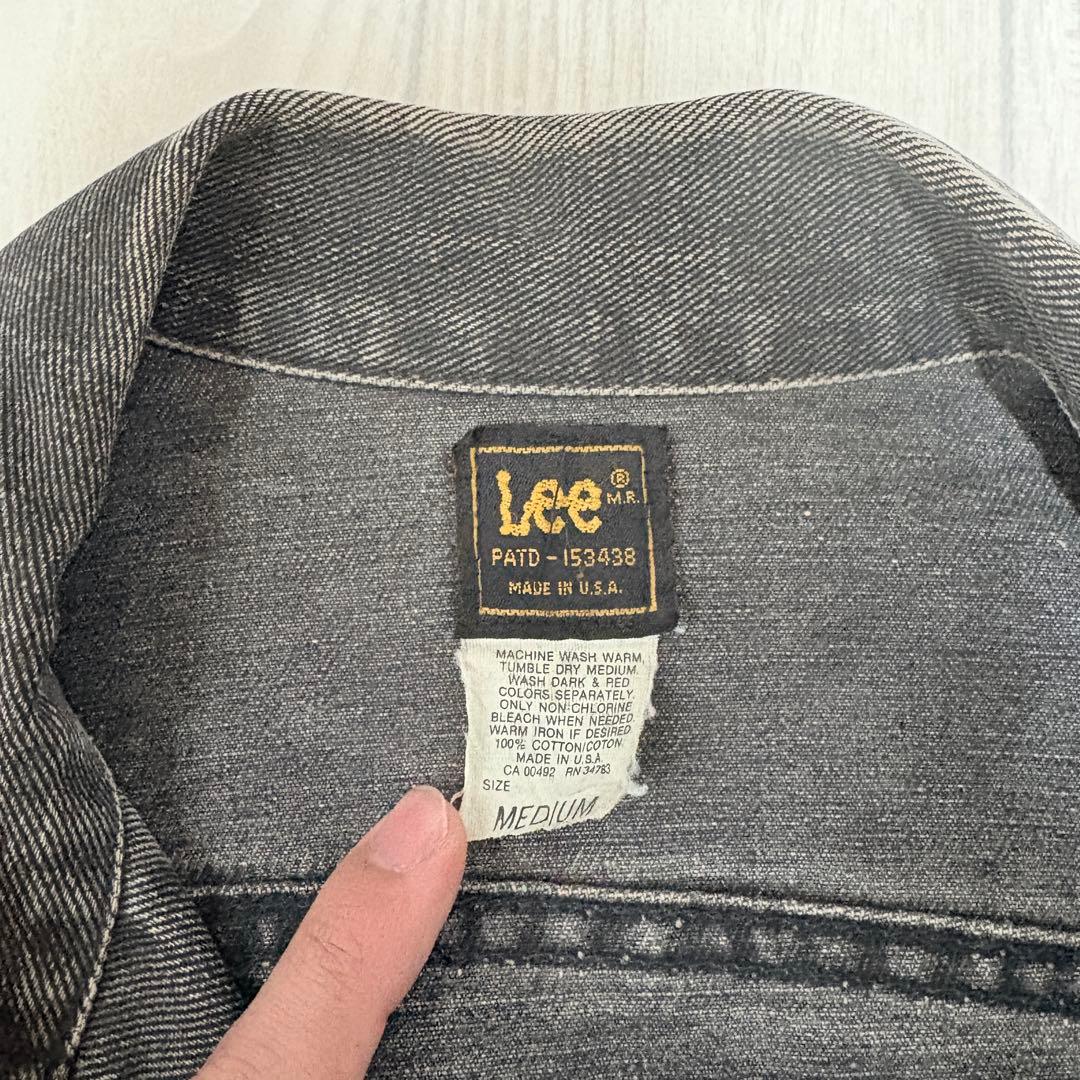 Lee®
M.R.
PATD-153438
MADE IN U.S.A.
MACHINE WASH WARM,
TUMBLE DRY MEDIUM.
WASH DARK & RED
COLORS SEPARATELY.
ONLY NON-CHLORINE
BLEACH WHEN NEEDED.
WARM IRON IF DESIRED.
100% COTTON/COTON
MADE IN U.S.A.
CA 00492 RN 34783
SIZE
MEDIUM